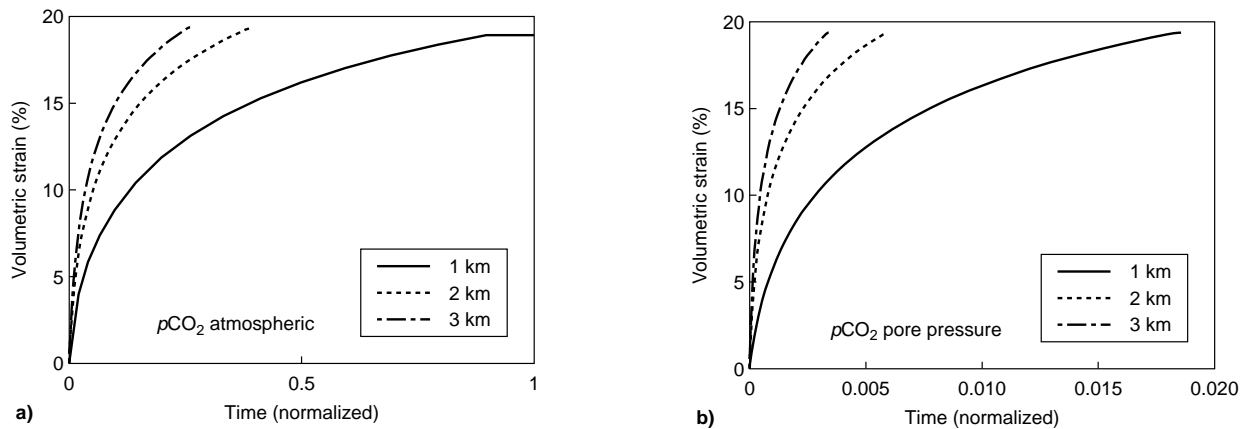 20
15
10
5
0
Volumetric strain (%)
1 km
2 km
3 km
pCO2 atmospheric
0
0.5
1
Time (normalized)
a)
20
15
10
5
0
Volumetric strain (%)
1 km
2 km
3 km
pCO2 pore pressure
0
0.005
0.010
0.015
0.020
Time (normalized)
b)